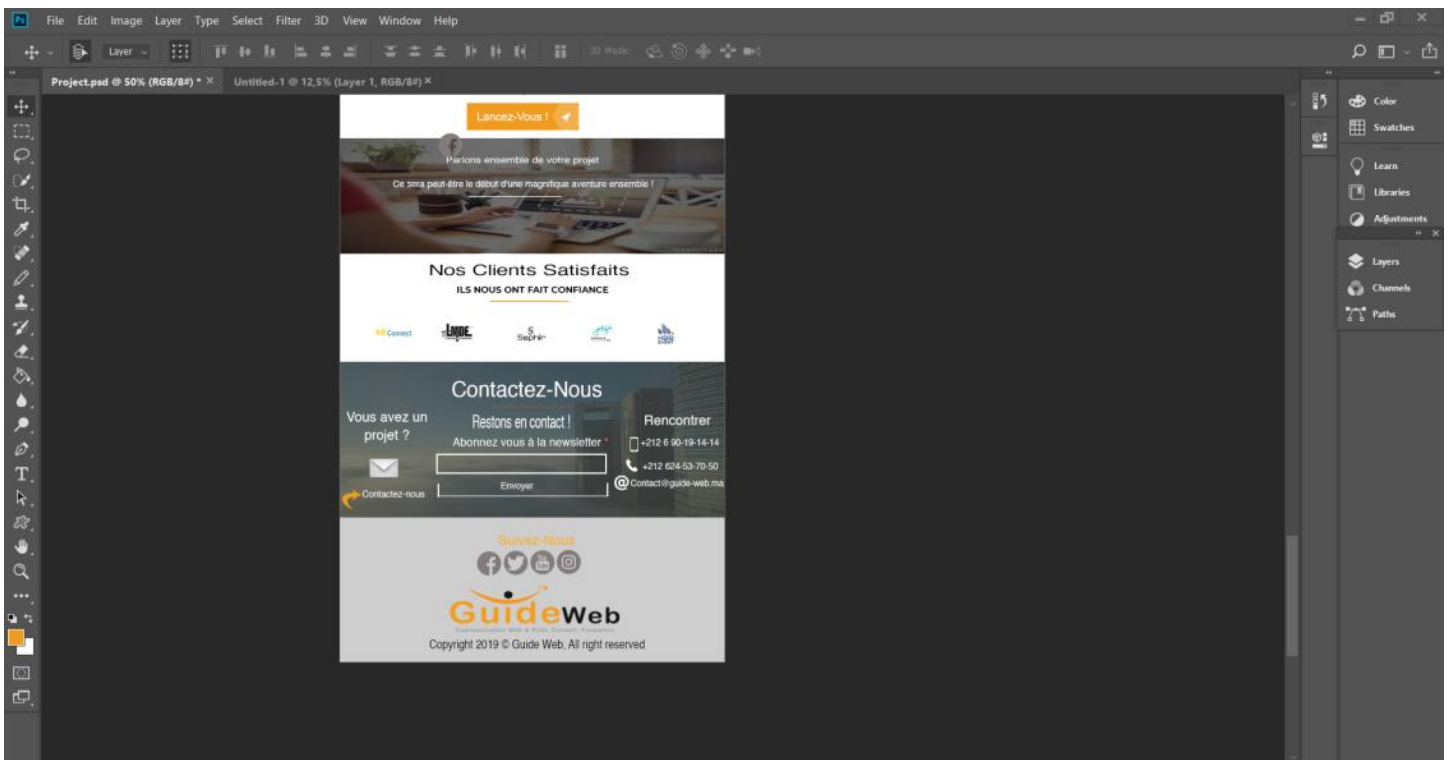 Ps
File Edit Image Layer Type Select Filter 3D View Window Help
Layer
3D Mode:
Project.psd @ 50% (RGB/8#) * ×
Untitled-1 @ 12,5% (Layer 1, RGB/8#) ×
Color
Swatches
Learn
Libraries
Adjustments
Layers
Channels
Paths
Lancez-Vous !
Parlons ensemble de votre projet
Ce sera peut-être le début d'une magnifique aventure ensemble !
Nos Clients Satisfaits
ILS NOUS ONT FAIT CONFIANCE
Connect
LMDE
S
Sephir
Contactez-Nous
Vous avez un
projet ?
Contactez-nous
Restons en contact !
Abonnez vous à la newsletter *
Envoyer
Rencontrer
+212 6 90-19-14-14
+212 624-53-70-50
@ Contact@guide-web.ma
Suivez-Nous
GuideWeb
Copyright 2019 © Guide Web, All right reserved